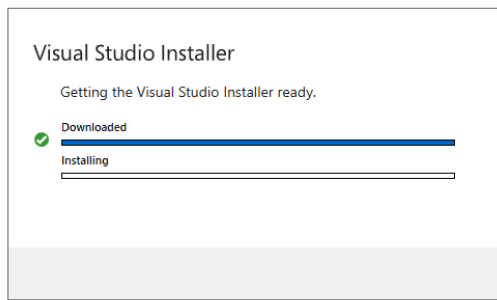 Visual Studio Installer
Getting the Visual Studio Installer ready.
Downloaded
Installing